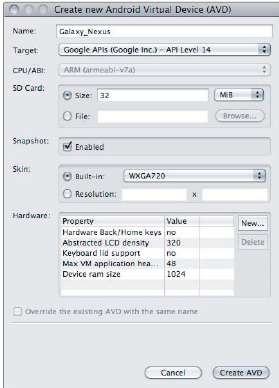 Create new Android Virtual Device (AVD)
Name: Galaxy_Nexus
Target: Google APIs (Google Inc.) - API Level 14
CPU/ABI: ARM (armeabi-v7a)
SD Card:
Size: 32 MiB
File: Browse...
Snapshot: Enabled
Skin:
Built-in: WXGA720
Resolution: x
Hardware:
Property Value New...
Hardware Back/Home keys no
Abstracted LCD density 320 Delete
Keyboard lid support no
Max VM application hea... 48
Device ram size 1024
Override the existing AVD with the same name
Cancel Create AVD